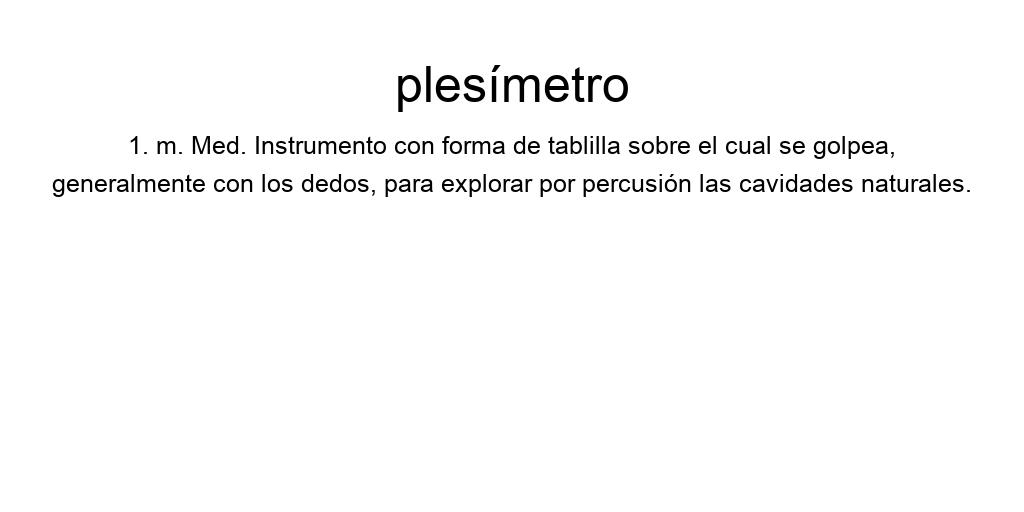 plesímetro
1. m. Med. Instrumento con forma de tablilla sobre el cual se golpea,
generalmente con los dedos, para explorar por percusión las cavidades naturales.